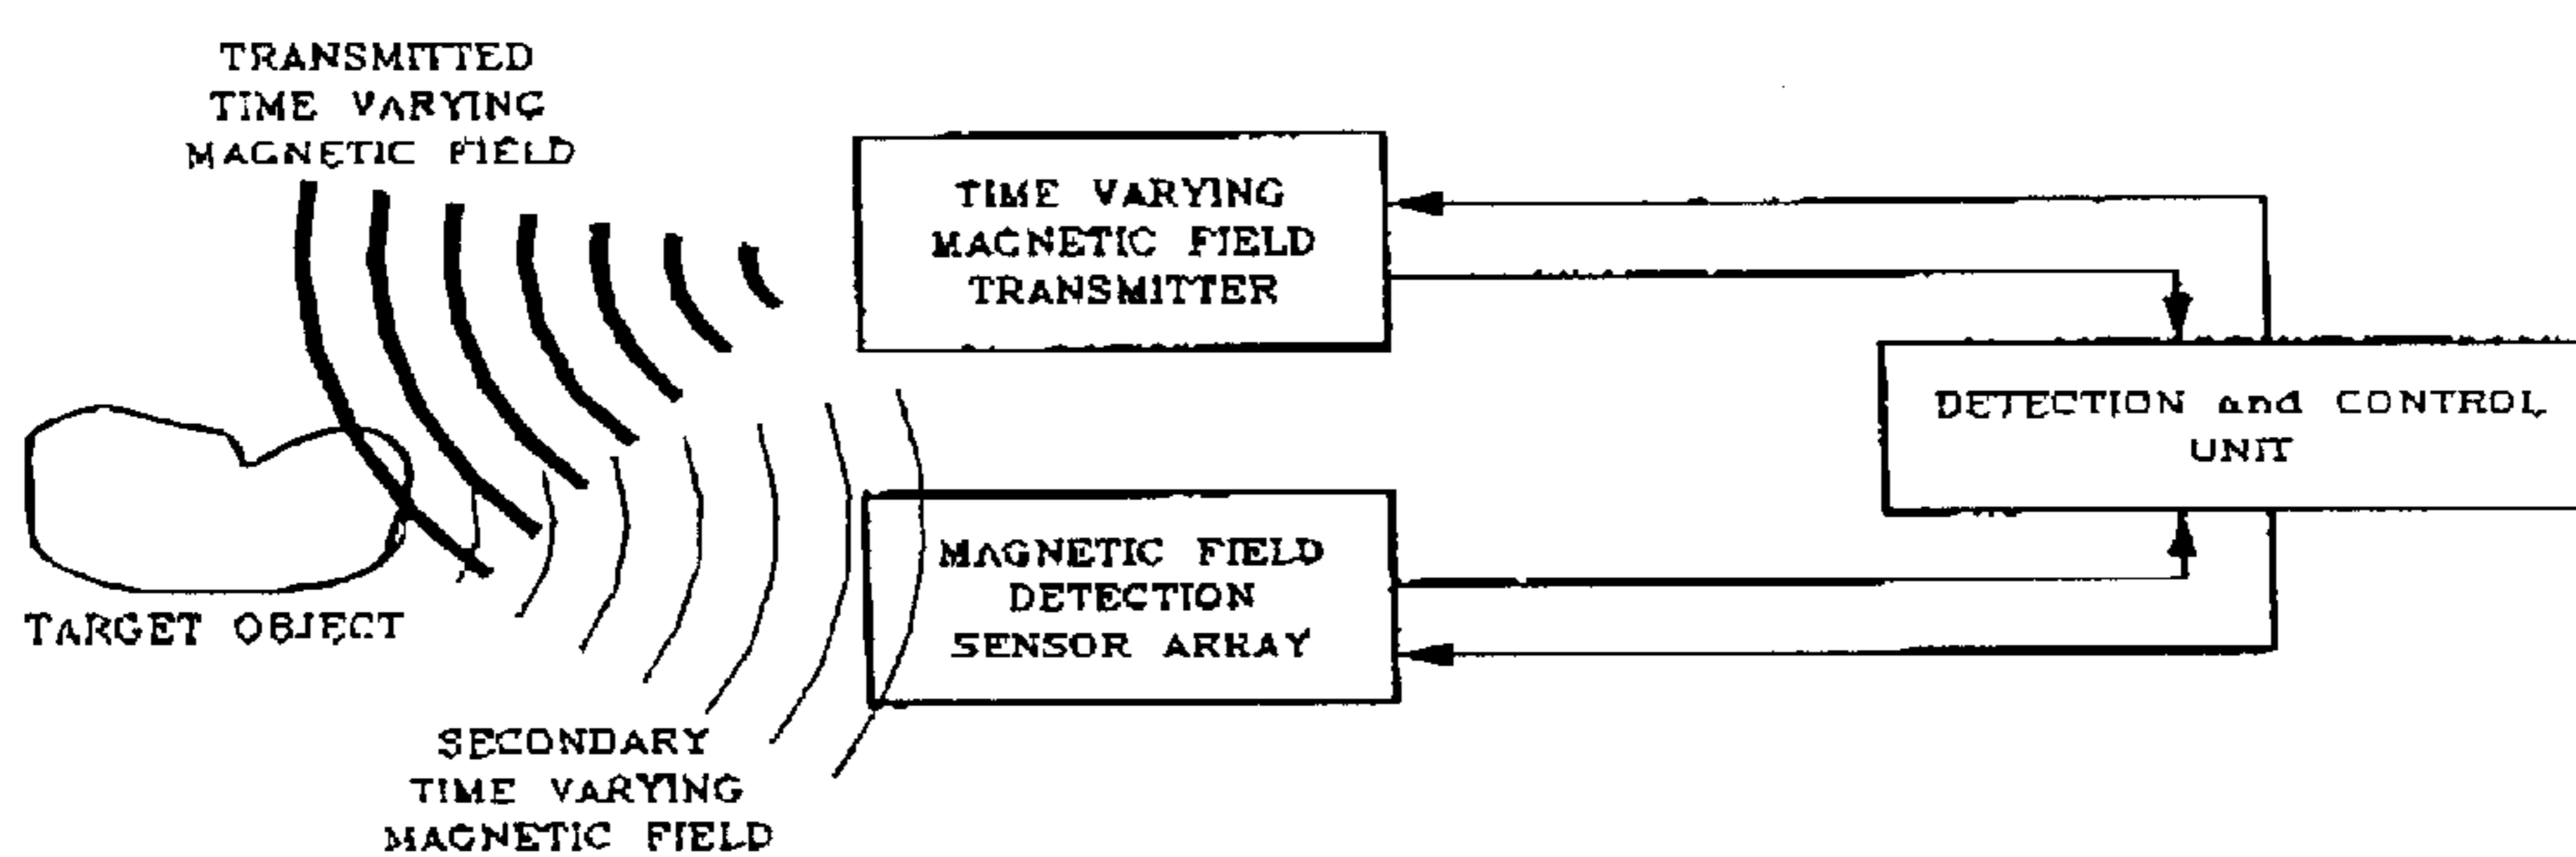 TRANSMITTED
TIME VARYING
MAGNETIC FIELD
TIME VARYING
MAGNETIC FIELD
TRANSMITTER
DETECTION and CONTROL
UNIT
TARGET OBJECT
MAGNETIC FIELD
DETECTION
SENSOR ARRAY
SECONDARY
TIME VARYING
MAGNETIC FIELD